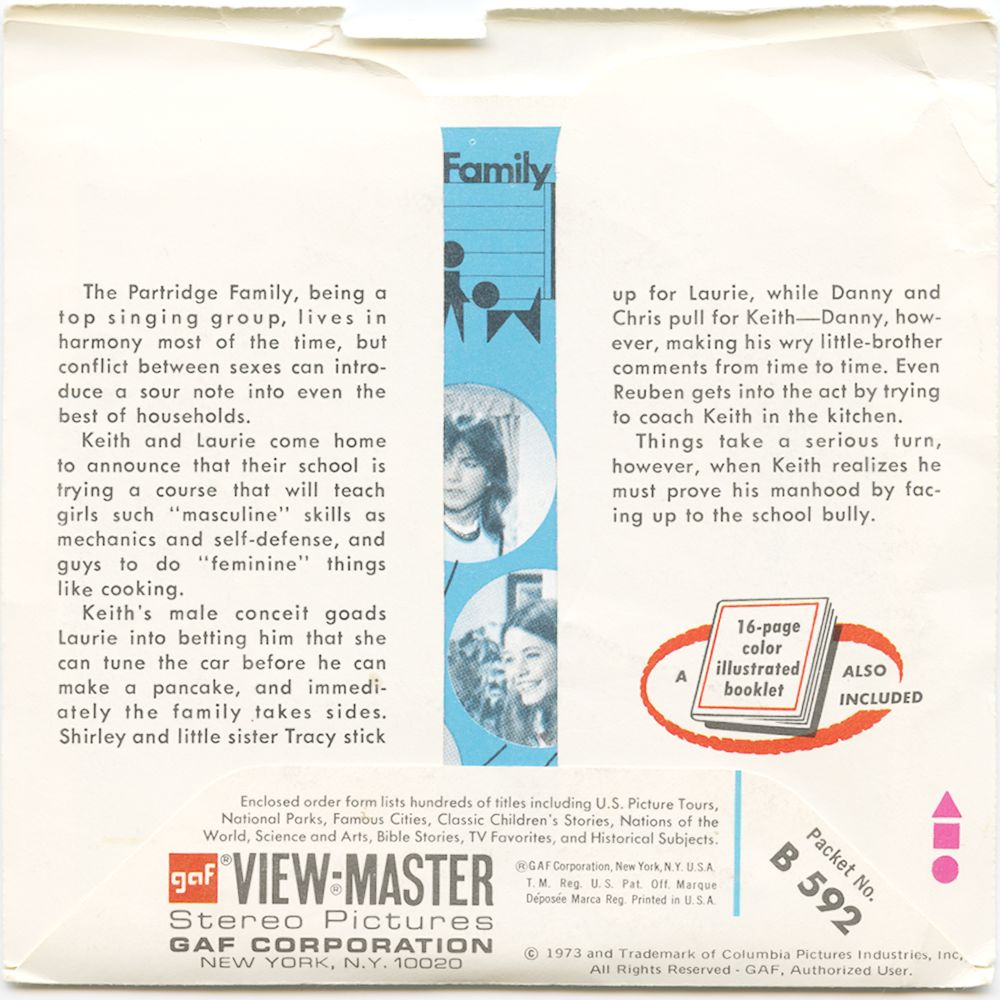 Family
The Partridge Family, being a
top singing group, lives in
harmony most of the time, but
conflict between sexes can intro-
duce a sour note into even the
best of households.
Keith and Laurie come home
to announce that their school is
trying a course that will teach
girls such "masculine" skills as
mechanics and self-defense, and
guys to do "feminine" things
like cooking.
Keith's male conceit goads
Laurie into betting him that she
can tune the car before he can
make a pancake, and immedi-
ately the family takes sides.
Shirley and little sister Tracy stick
up for Laurie, while Danny and
Chris pull for Keith—Danny, how-
ever, making his wry little-brother
comments from time to time. Even
Reuben gets into the act by trying
to coach Keith in the kitchen.
Things take a serious turn,
however, when Keith realizes he
must prove his manhood by fac-
ing up to the school bully.
A
16-page
color
illustrated
booklet
ALSO
INCLUDED
Enclosed order form lists hundreds of titles including U.S. Picture Tours,
National Parks, Famous Cities, Classic Children's Stories, Nations of the
World, Science and Arts, Bible Stories, TV Favorites, and Historical Subjects.
gaf® VIEW-MASTER®
Stereo Pictures
GAF CORPORATION
NEW YORK, N.Y. 10020
®GAF Corporation, New York, N.Y. U.S.A.
T.M. Reg. U.S. Pat. Off. Marque
Déposée Marca Reg. Printed in U.S.A.
Packet No.
B 592
© 1973 and Trademark of Columbia Pictures Industries, Inc,
All Rights Reserved - GAF, Authorized User.